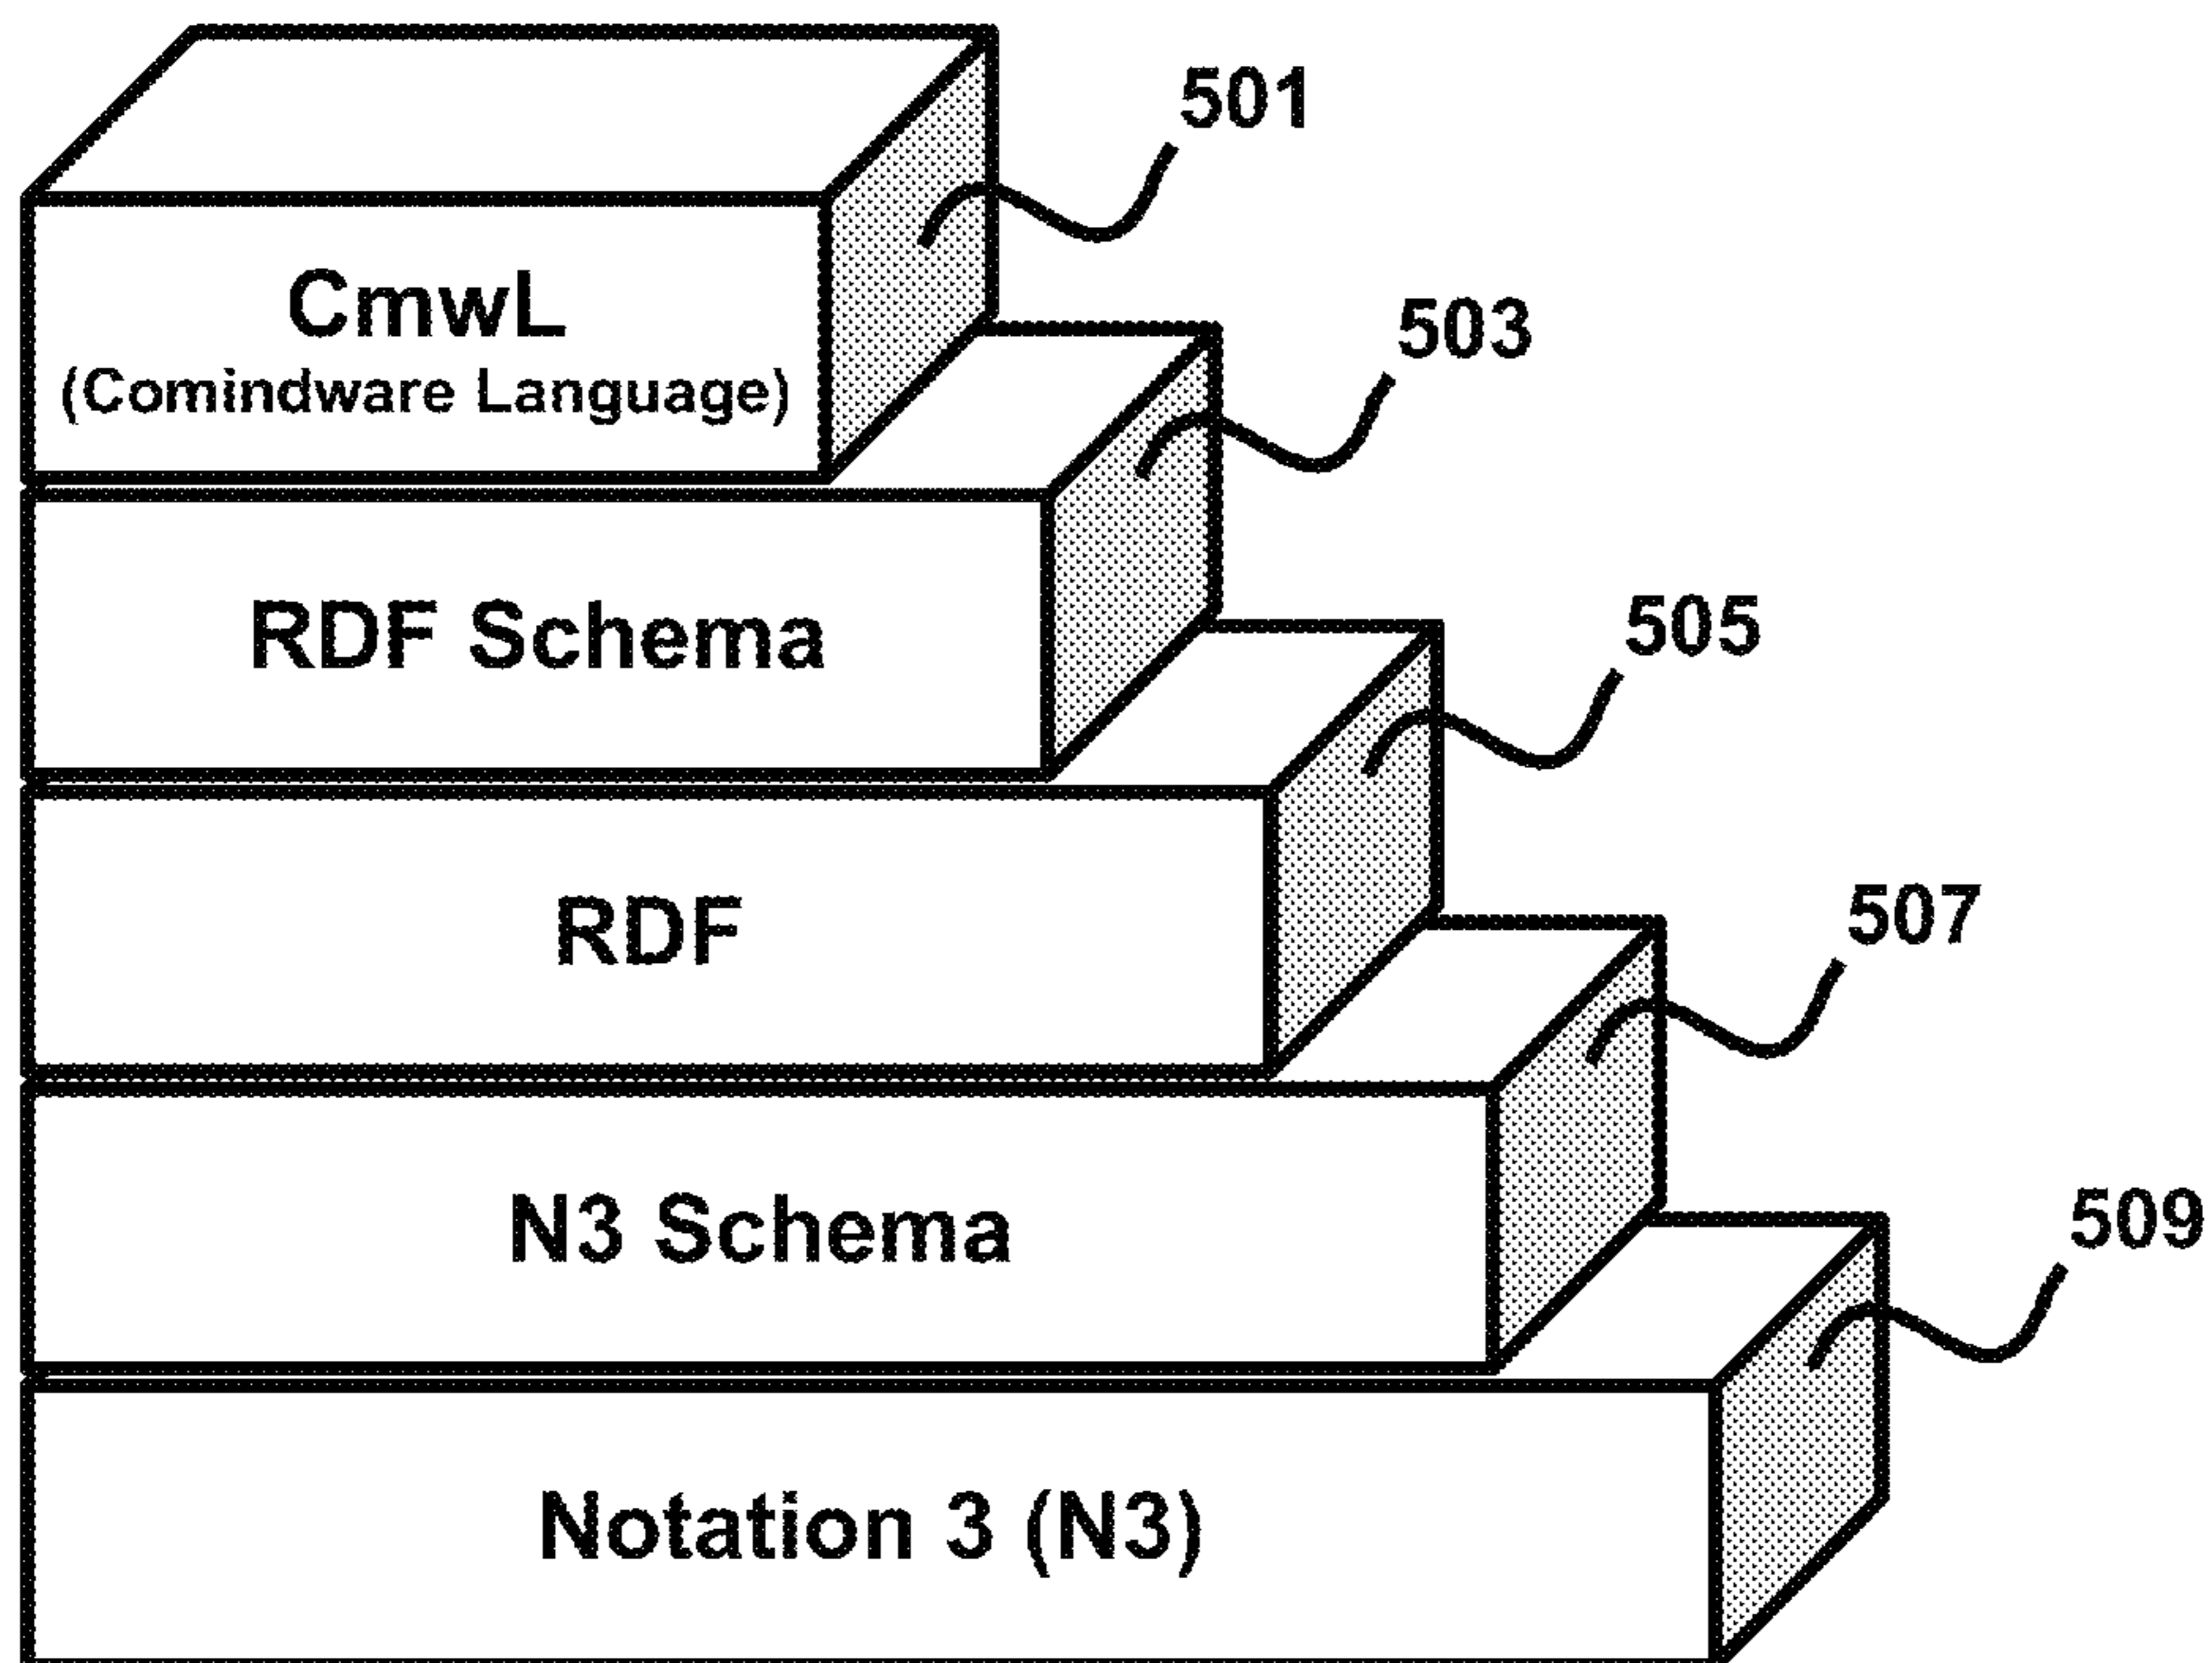 501
CmwL
(Comindware Language)
503
RDF Schema
505
RDF
507
N3 Schema
509
Notation 3 (N3)